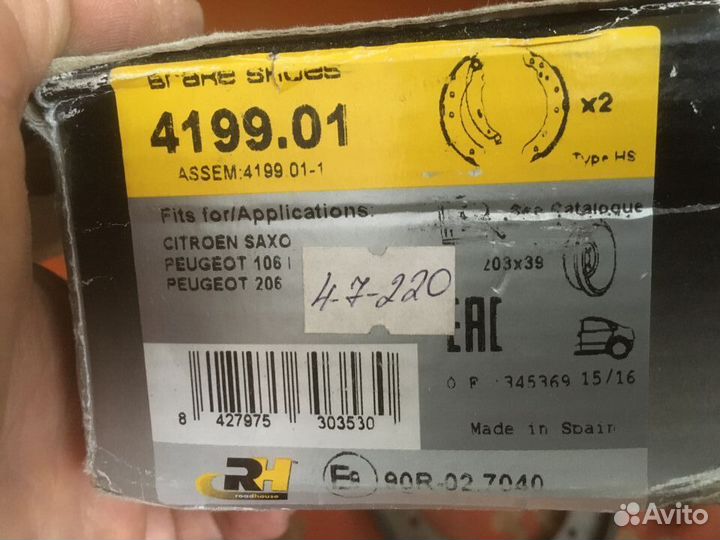 Brake Shoes
4199.01
ASSEM:4199.01-1
x2
Type HS
Fits for/Applications:
See Catalogue
CITROEN SAXO
PEUGEOT 106 I
PEUGEOT 206
203x39
4-7-220
EAC
O F 345369 15/16
8 427975 303530
Made in Spain
RH
roadhouse
E9 90R-02 7040
Avito